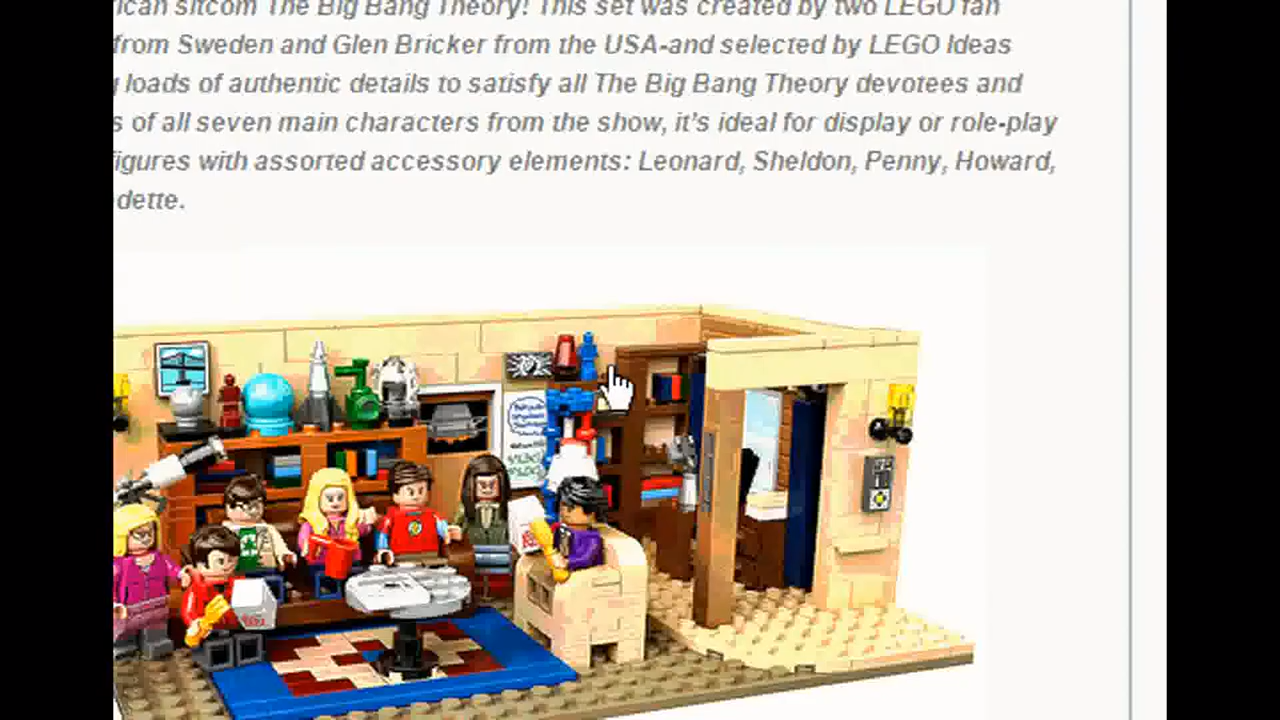 ican sitcom The Big Bang Theory! This set was created by two LEGO fan
from Sweden and Glen Bricker from the USA-and selected by LEGO Ideas
g loads of authentic details to satisfy all The Big Bang Theory devotees and
s of all seven main characters from the show, it's ideal for display or role-play
figures with assorted accessory elements: Leonard, Sheldon, Penny, Howard,
dette.